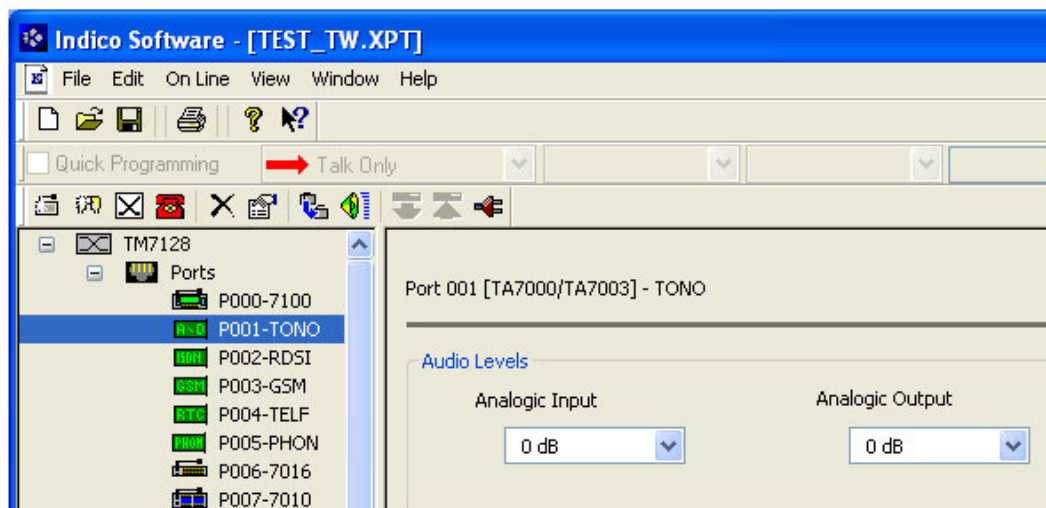 Indico Software - [TEST_TW.XPT]
File Edit On Line View Window Help
Quick Programming Talk Only
TM7128
Ports
P000-7100
P001-TONO
P002-RDSI
P003-GSM
P004-TELF
P005-PHON
P006-7016
P007-7010
Port 001 [TA7000/TA7003] - TONO
Audio Levels
Analogic Input Analogic Output
0 dB 0 dB